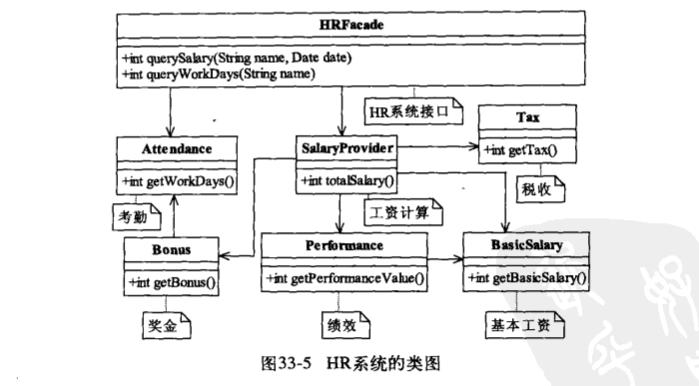 HRFacade
+int querySalary(String name, Date date)
+int queryWorkDays(String name)
HR系统接口
Tax
+int getTax()
税收
Attendance
+int getWorkDays()
考勤
SalaryProvider
+int totalSalary()
工资计算
Bonus
+int getBonus()
奖金
Performance
+int getPerformanceValue()
绩效
BasicSalary
+int getBasicSalary()
基本工资
图33-5 HR系统的类图